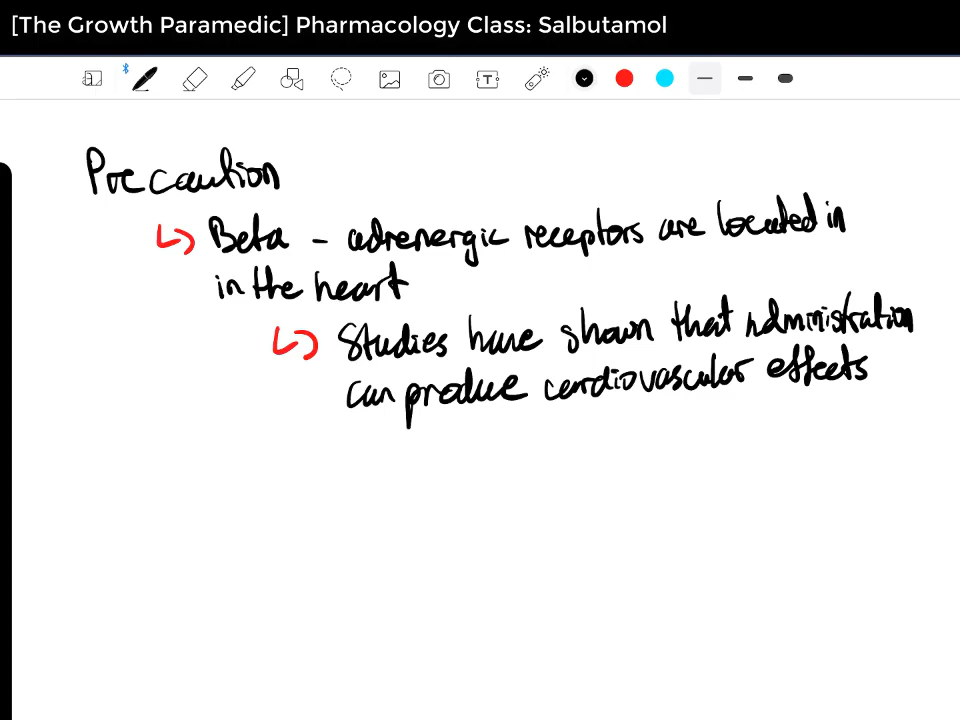 [The Growth Paramedic] Pharmacology Class: Salbutamol
Precaution
Beta - adrenergic receptors are located in
in the heart
Studies have shown that administration
can produce cardiovascular effects